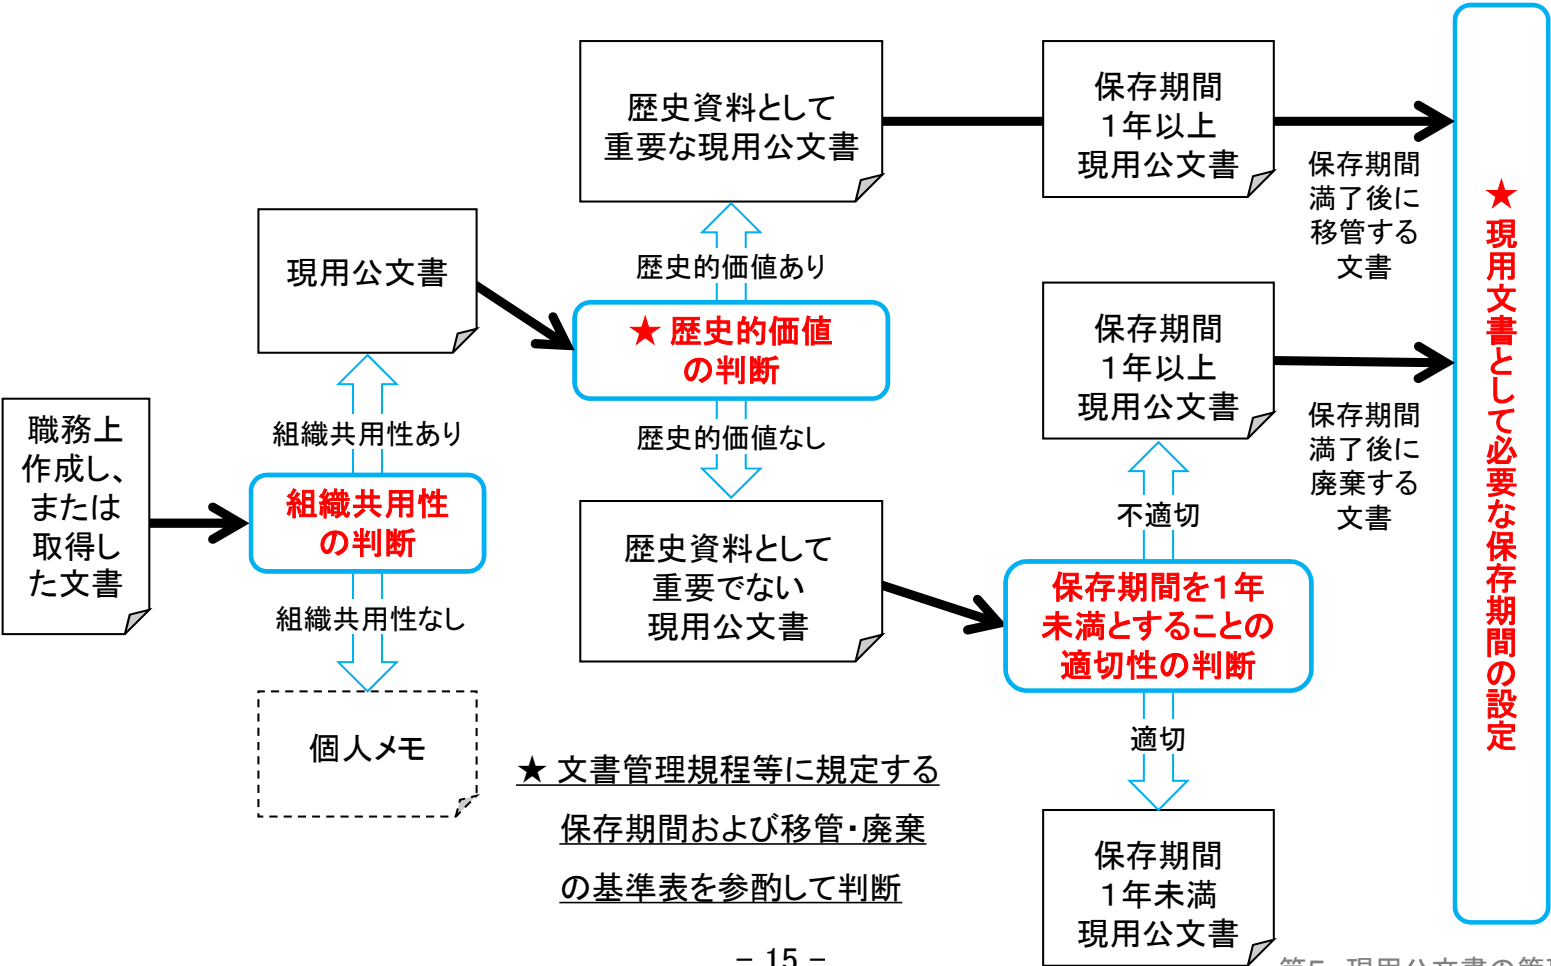 職務上
作成し、
または
取得し
た文書
現用公文書
組織共用性あり
組織共用性
の判断
組織共用性なし
個人メモ
歴史資料として
重要な現用公文書
歴史的価値あり
★ 歴史的価値
の判断
歴史的価値なし
歴史資料として
重要でない
現用公文書
保存期間
１年以上
現用公文書
保存期間
満了後に
移管する
文書
保存期間
１年以上
現用公文書
保存期間
満了後に
廃棄する
文書
不適切
保存期間を１年
未満とすることの
適切性の判断
適切
保存期間
１年未満
現用公文書
★現用文書として必要な保存期間の設定
★ 文書管理規程等に規定する
保存期間および移管・廃棄
の基準表を参酌して判断
- 15 -
第5 現用公文書の管理